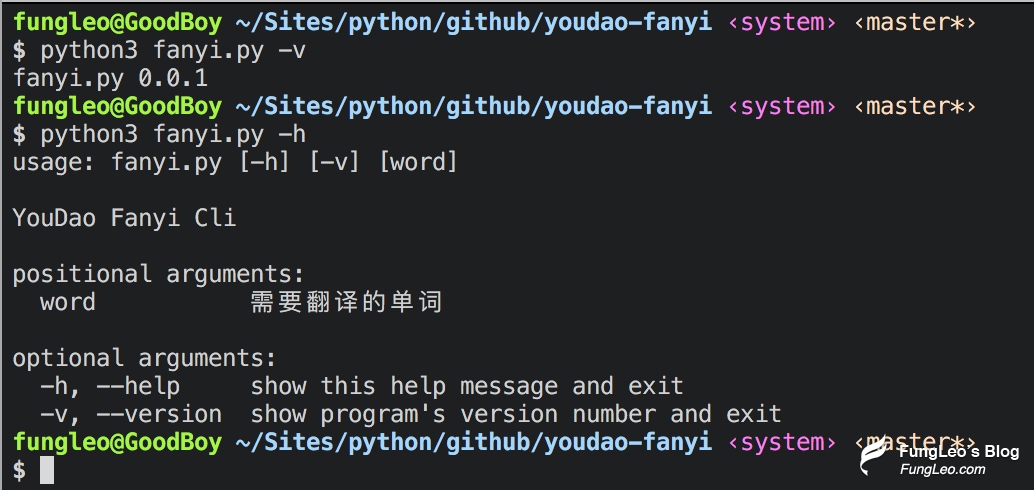 fungleo@GoodBoy ~/Sites/python/github/youdao-fanyi ‹system› ‹master*›
$ python3 fanyi.py -v
fanyi.py 0.0.1
fungleo@GoodBoy ~/Sites/python/github/youdao-fanyi ‹system› ‹master*›
$ python3 fanyi.py -h
usage: fanyi.py [-h] [-v] [word]
YouDao Fanyi Cli
positional arguments:
word 需要翻译的单词
optional arguments:
-h, --help show this help message and exit
-v, --version show program's version number and exit
fungleo@GoodBoy ~/Sites/python/github/youdao-fanyi ‹system› ‹master*›
$
FungLeo's Blog
FungLeo.com